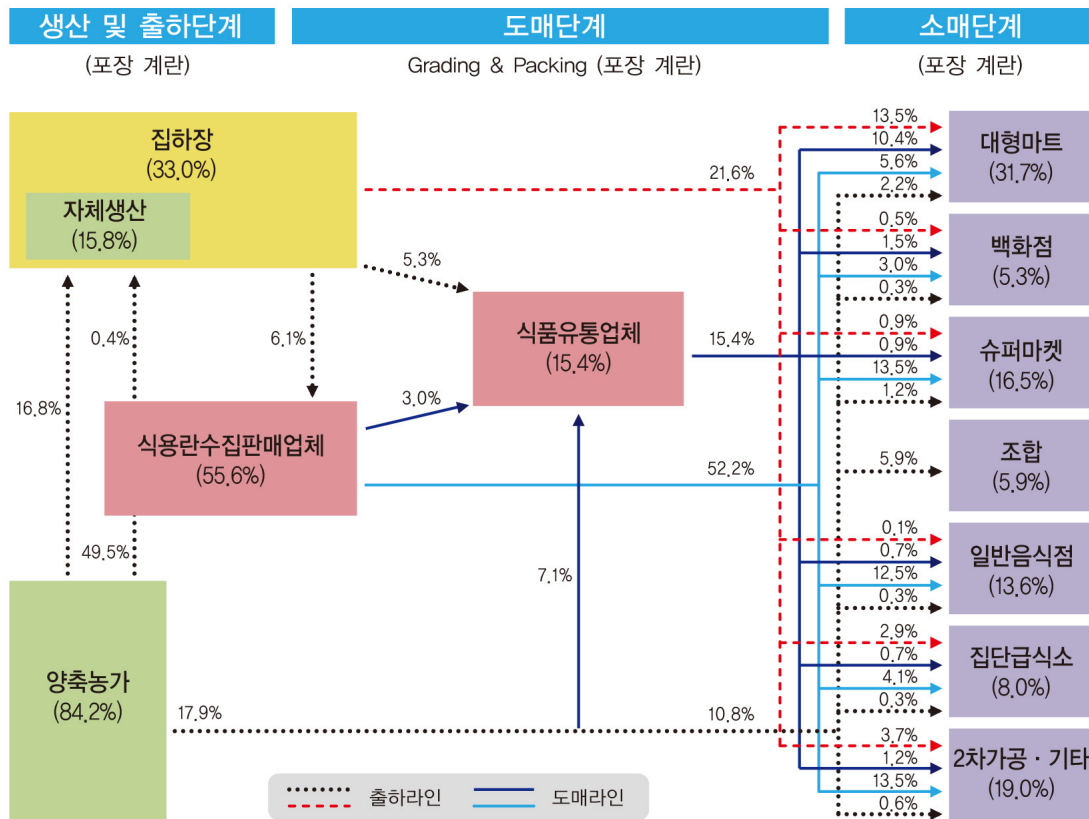 생산 및 출하단계
도매단계
소매단계
(포장 계란)
Grading & Packing (포장 계란)
(포장 계란)
집하장
(33.0%)
자체생산
(15.8%)
21.6%
5.3%
6.1%
0.4%
16.8%
식품유통업체
(15.4%)
15.4%
3.0%
식용란수집판매업체
(55.6%)
52.2%
49.5%
7.1%
양축농가
(84.2%)
17.9%
10.8%
13.5%
10.4%
5.6%
2.2%
대형마트
(31.7%)
0.5%
1.5%
3.0%
0.3%
백화점
(5.3%)
0.9%
0.9%
13.5%
1.2%
슈퍼마켓
(16.5%)
5.9%
조합
(5.9%)
0.1%
0.7%
12.5%
0.3%
일반음식점
(13.6%)
2.9%
0.7%
4.1%
0.3%
집단급식소
(8.0%)
3.7%
1.2%
13.5%
0.6%
2차가공 · 기타
(19.0%)
출하라인
도매라인